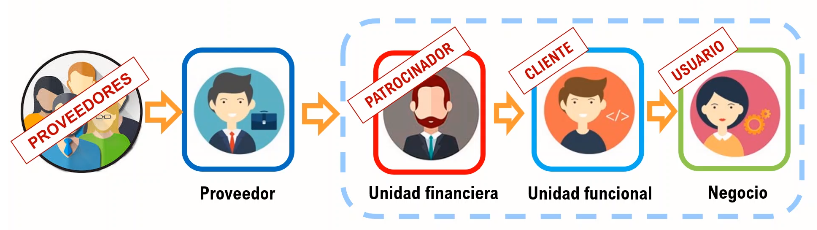 PROVEEDORES
PATROCINADOR
CLIENTE
USUARIO
</>
Proveedor
Unidad financiera
Unidad funcional
Negocio